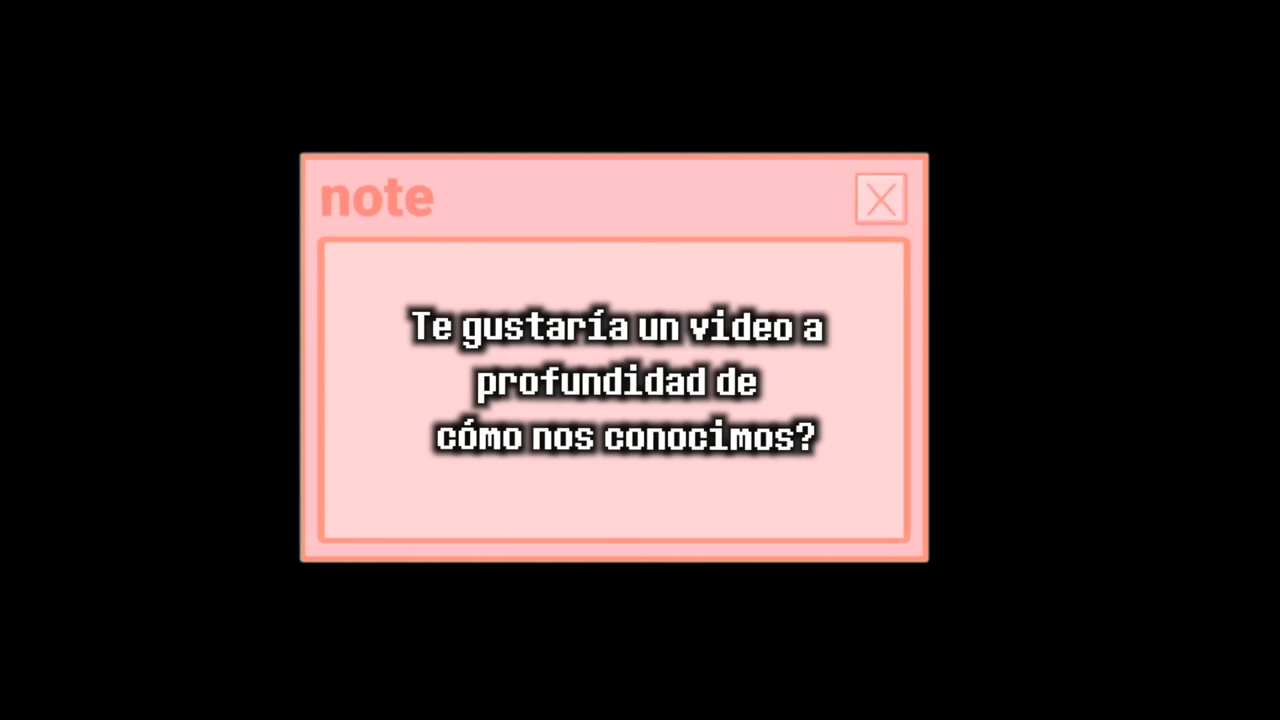 note
Te gustaría un video a
profundidad de
cómo nos conocimos?